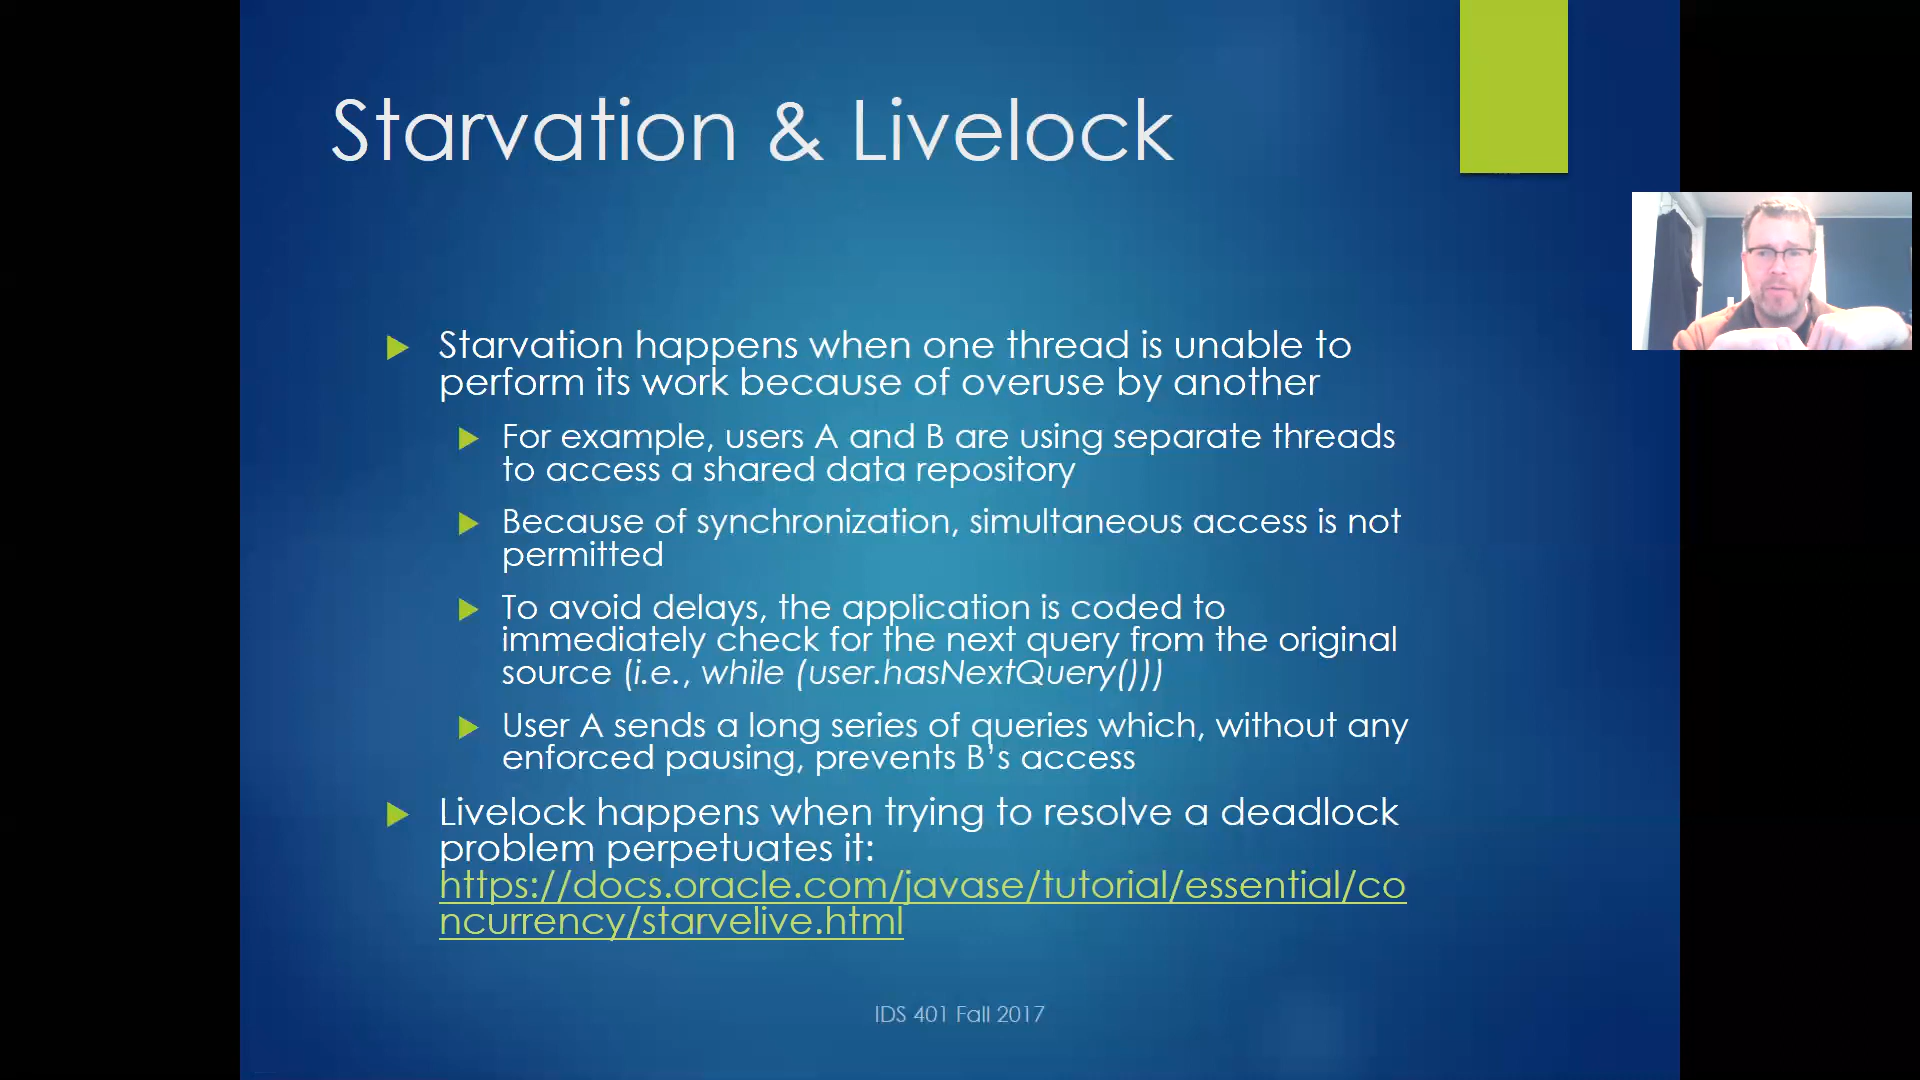 Starvation & Livelock
Starvation happens when one thread is unable to
perform its work because of overuse by another
For example, users A and B are using separate threads
to access a shared data repository
Because of synchronization, simultaneous access is not
permitted
To avoid delays, the application is coded to
immediately check for the next query from the original
source (i.e., while (user.hasNextQuery()))
User A sends a long series of queries which, without any
enforced pausing, prevents B's access
Livelock happens when trying to resolve a deadlock
problem perpetuates it:
https://docs.oracle.com/javase/tutorial/essential/co
ncurrency/starvelive.html
IDS 401 Fall 2017